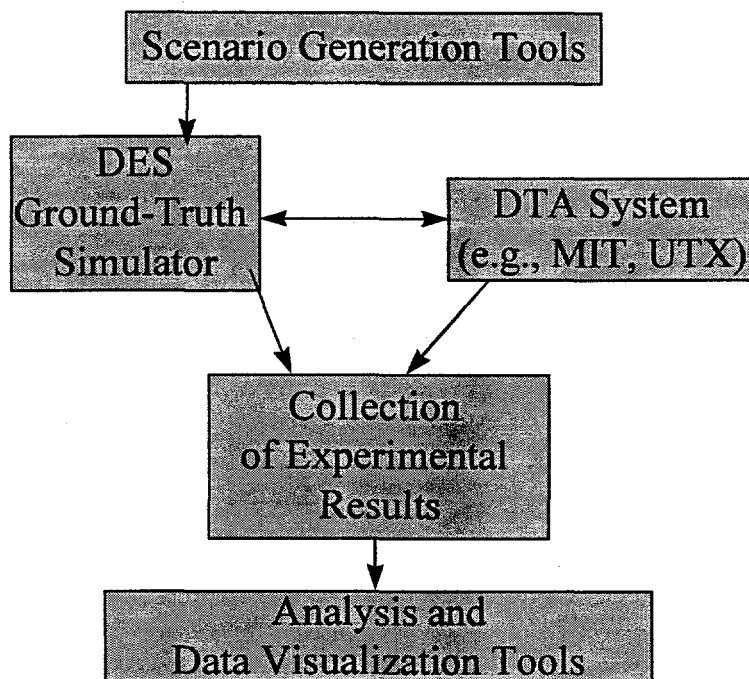 Scenario Generation Tools
DES
Ground-Truth
Simulator
DTA System
(e.g., MIT, UTX)
Collection
of Experimental
Results
Analysis and
Data Visualization Tools